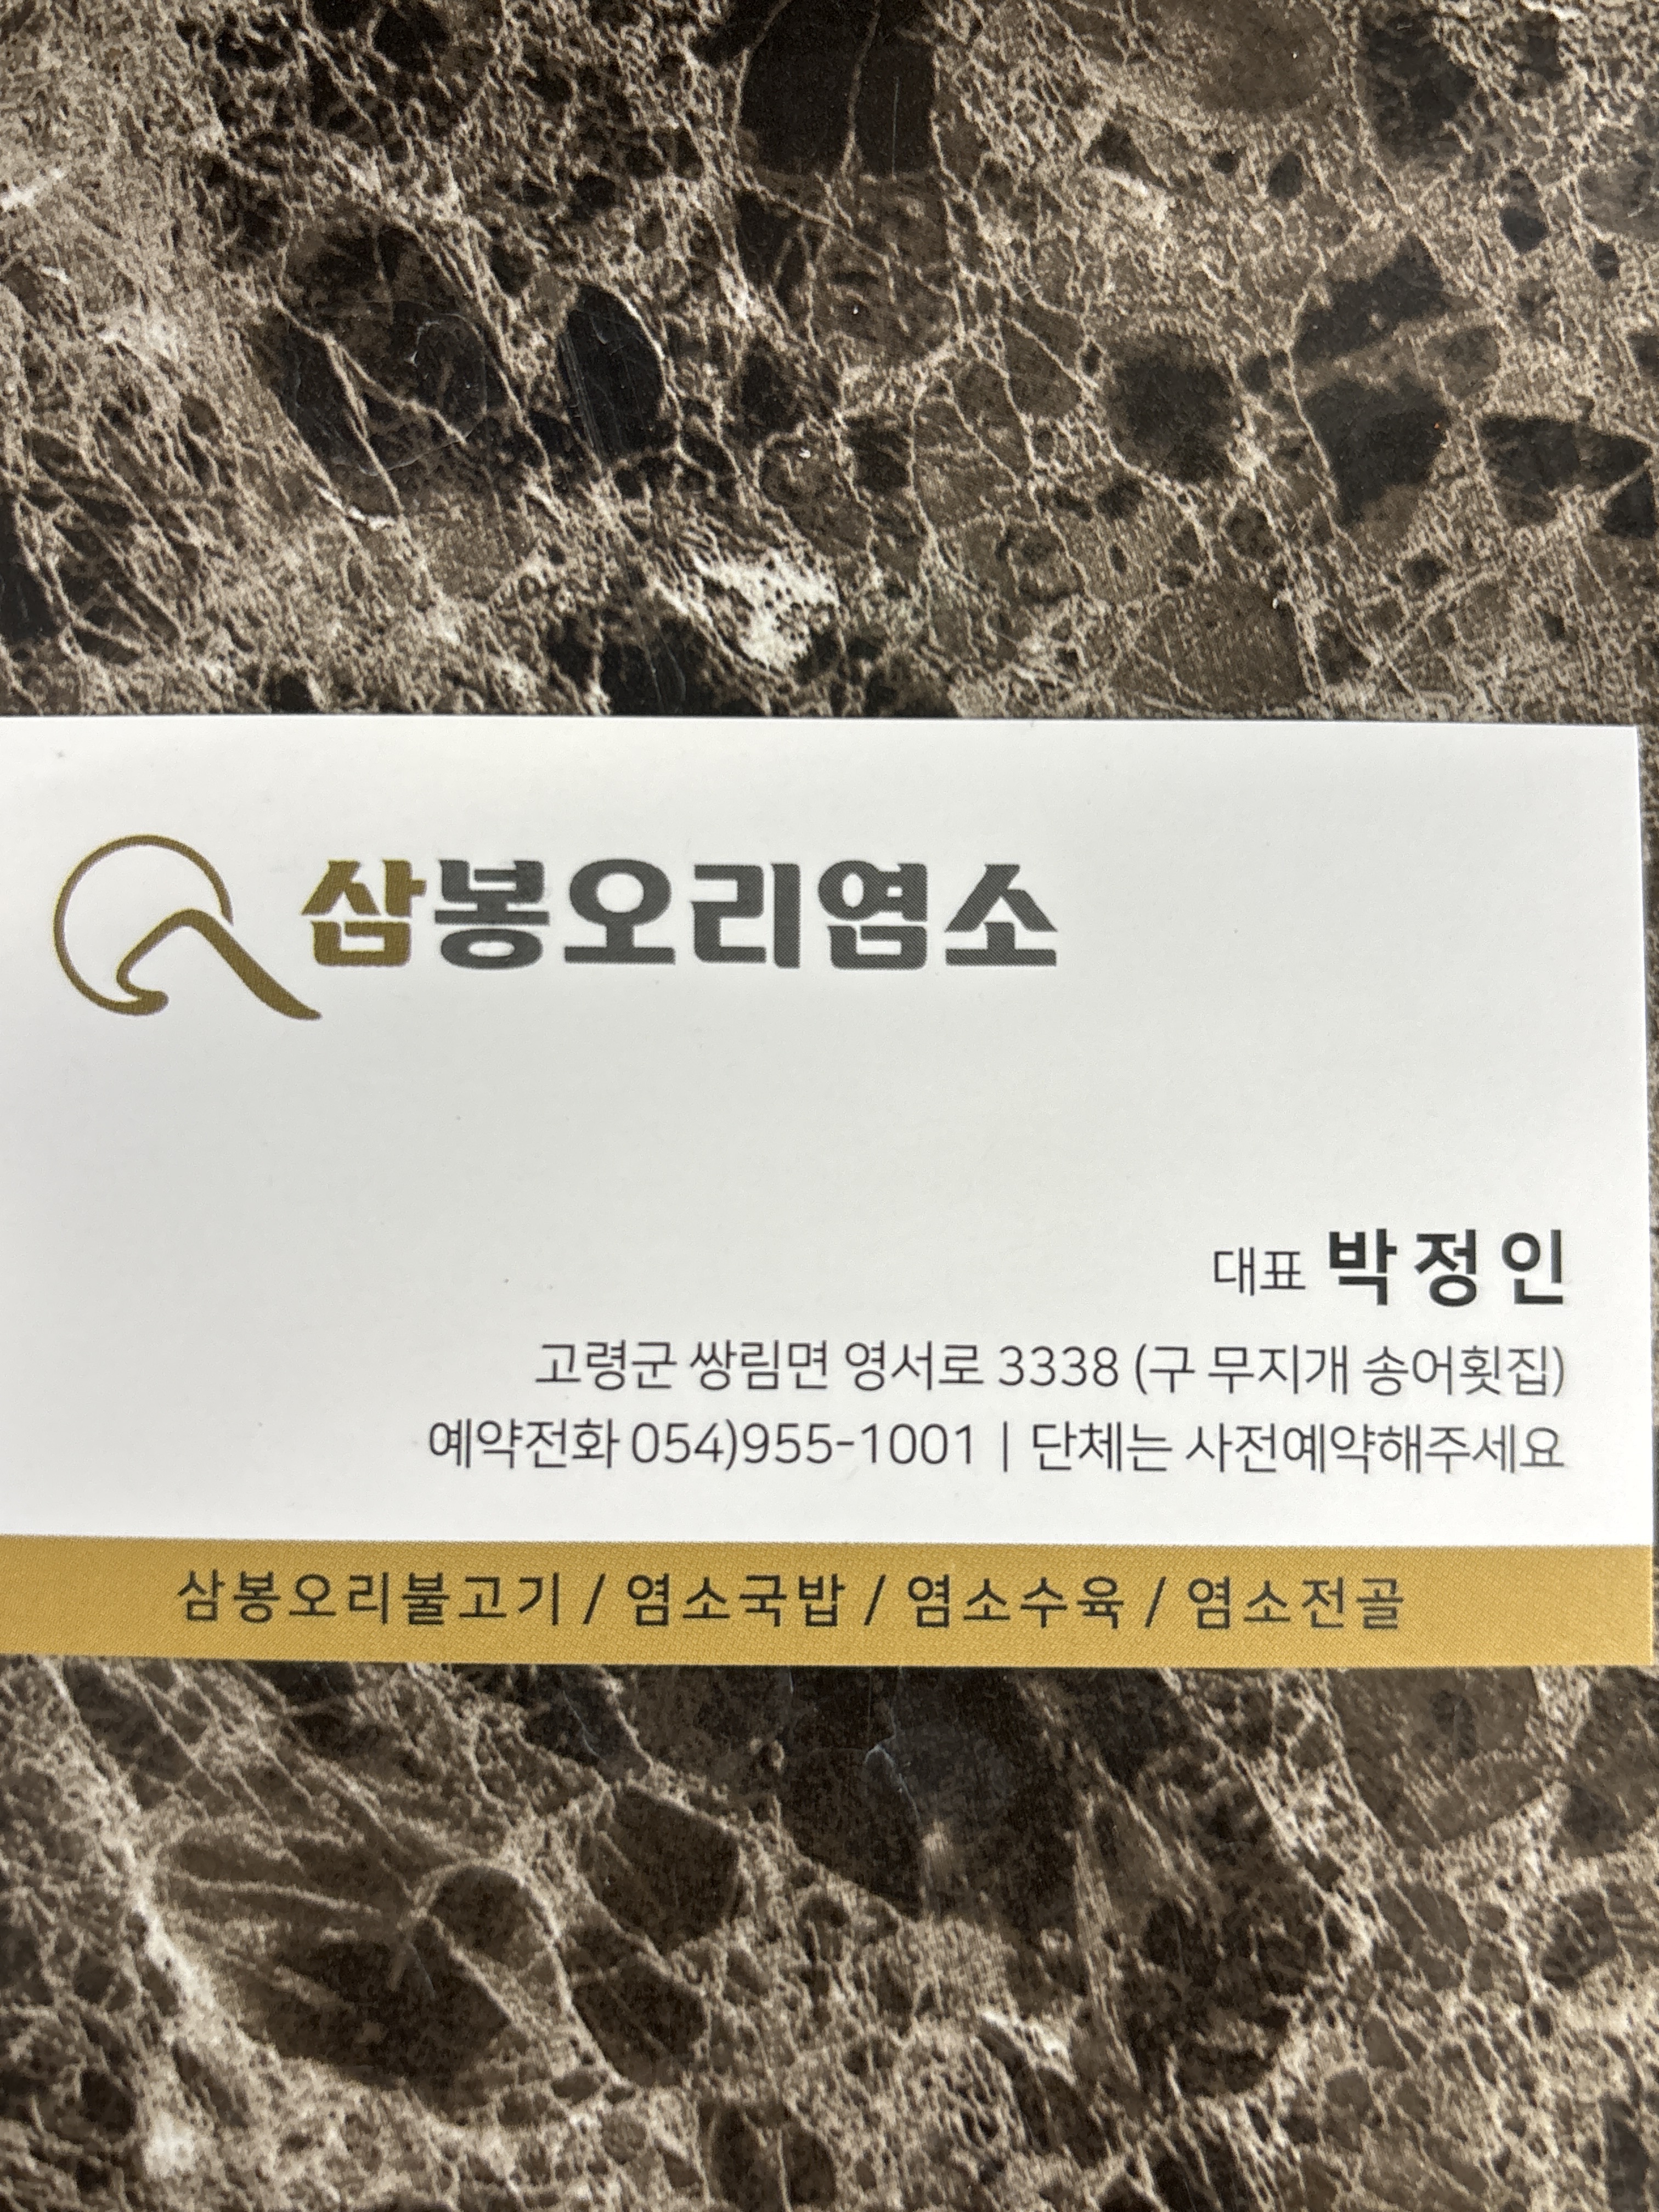 삼봉오리염소
대표 박정인
고령군 쌍림면 영서로 3338 (구 무지개 송어횟집)
예약전화 054)955-1001 | 단체는 사전예약해주세요
삼봉오리불고기 / 염소국밥 / 염소수육 / 염소전골